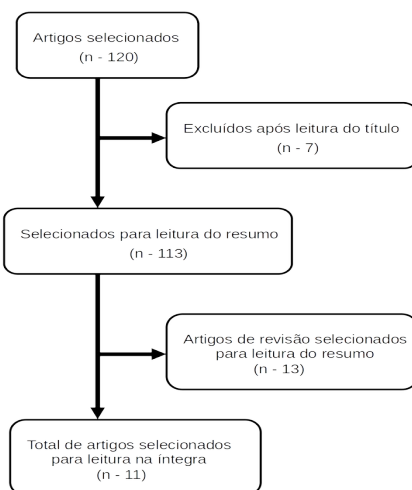 Artigos selecionados
(n - 120)
Excluídos após leitura do título
(n - 7)
Selecionados para leitura do resumo
(n - 113)
Artigos de revisão selecionados
para leitura do resumo
(n - 13)
Total de artigos selecionados
para leitura na íntegra
(n - 11)